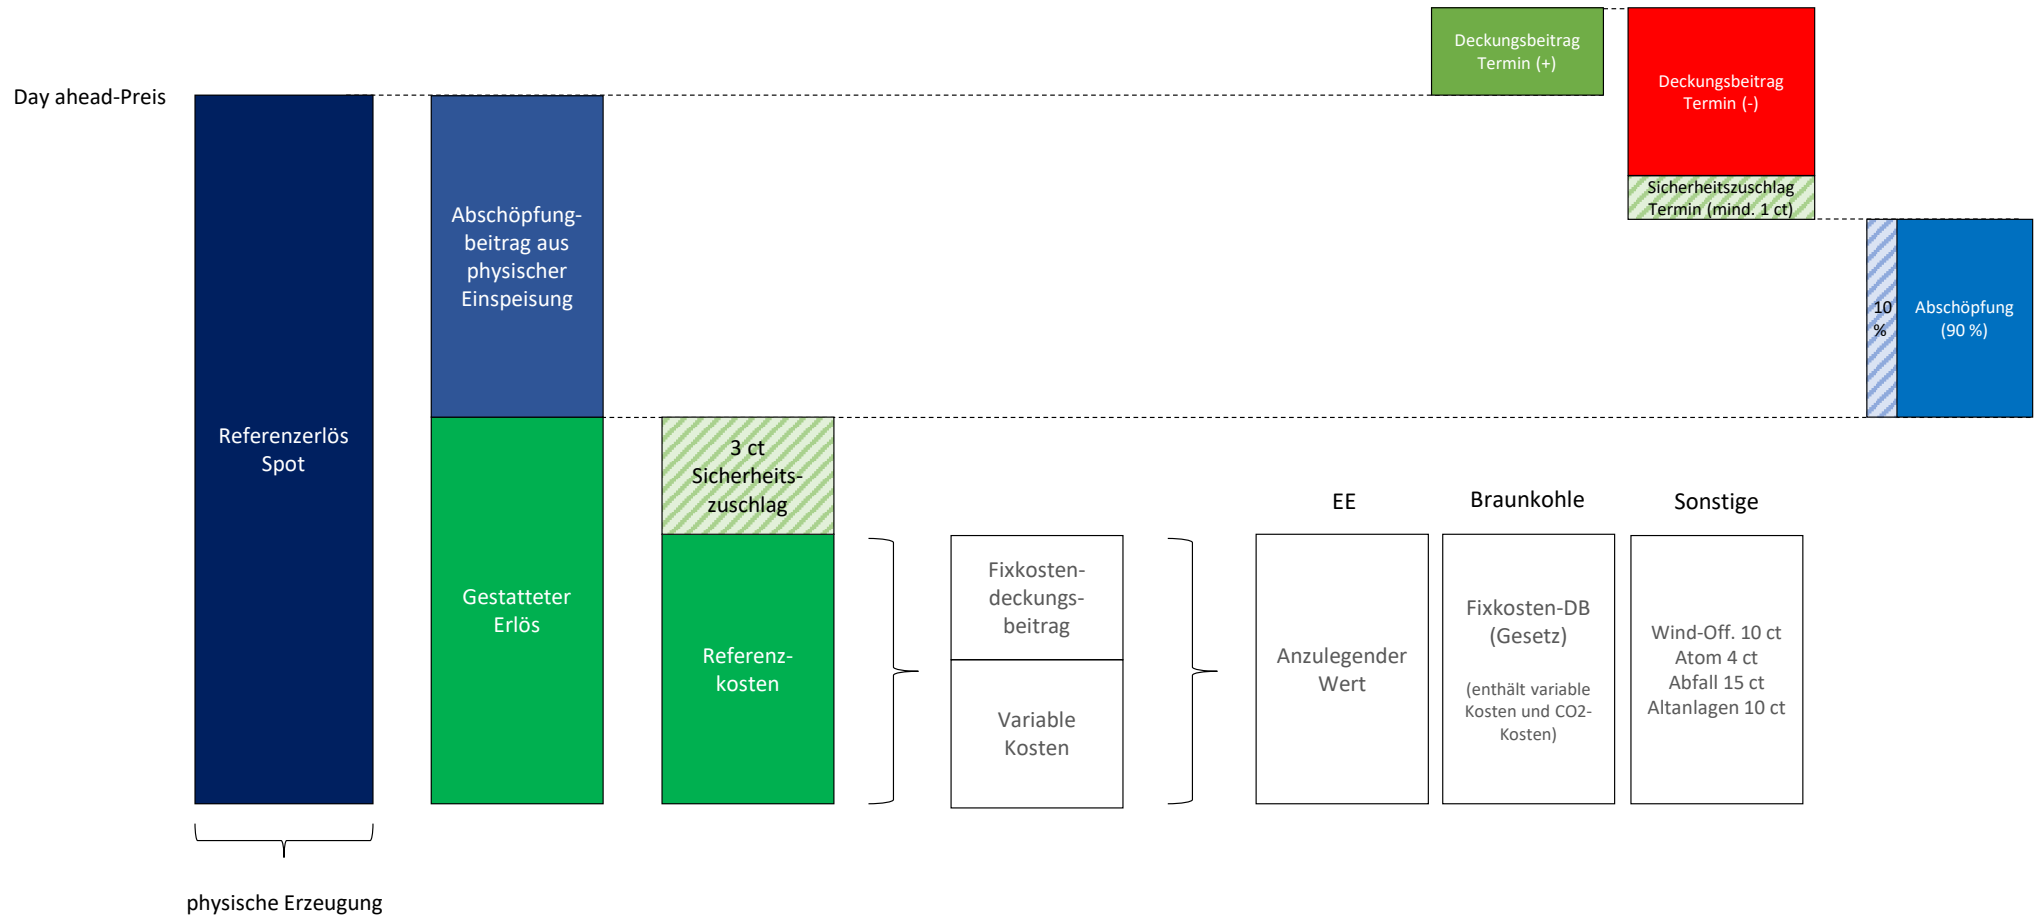 Day ahead-Preis
Referenzerlös
Spot
physische Erzeugung
Abschöpfung-
beitrag aus
physischer
Einspeisung
Gestatteter
Erlös
3 ct
Sicherheits-
zuschlag
Referenz-
kosten
Fixkosten-
deckungs-
beitrag
Variable
Kosten
EE
Anzulegender
Wert
Braunkohle
Fixkosten-DB
(Gesetz)
(enthält variable
Kosten und CO2-
Kosten)
Sonstige
Wind-Off. 10 ct
Atom 4 ct
Abfall 15 ct
Altanlagen 10 ct
Deckungsbeitrag
Termin (+)
Deckungsbeitrag
Termin (-)
Sicherheitszuschlag
Termin (mind. 1 ct)
10
%
Abschöpfung
(90 %)